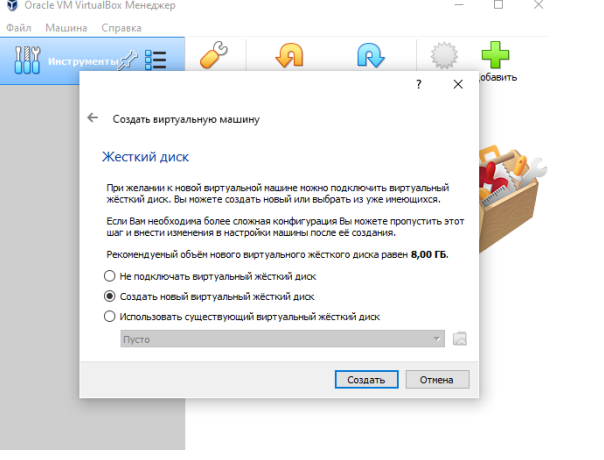 Oracle VM VirtualBox Менеджер
Файл Машина Справка
Инструменты
обавить
?
Создать виртуальную машину
Жесткий диск
При желании к новой виртуальной машине можно подключить виртуальный
жёсткий диск. Вы можете создать новый или выбрать из уже имеющихся.
Если Вам необходима более сложная конфигурация Вы можете пропустить этот
шаг и внести изменения в настройки машины после её создания.
Рекомендуемый объём нового виртуального жёсткого диска равен 8,00 ГБ.
Не подключать виртуальный жёсткий диск
Создать новый виртуальный жёсткий диск
Использовать существующий виртуальный жёсткий диск
Пусто
Создать Отмена